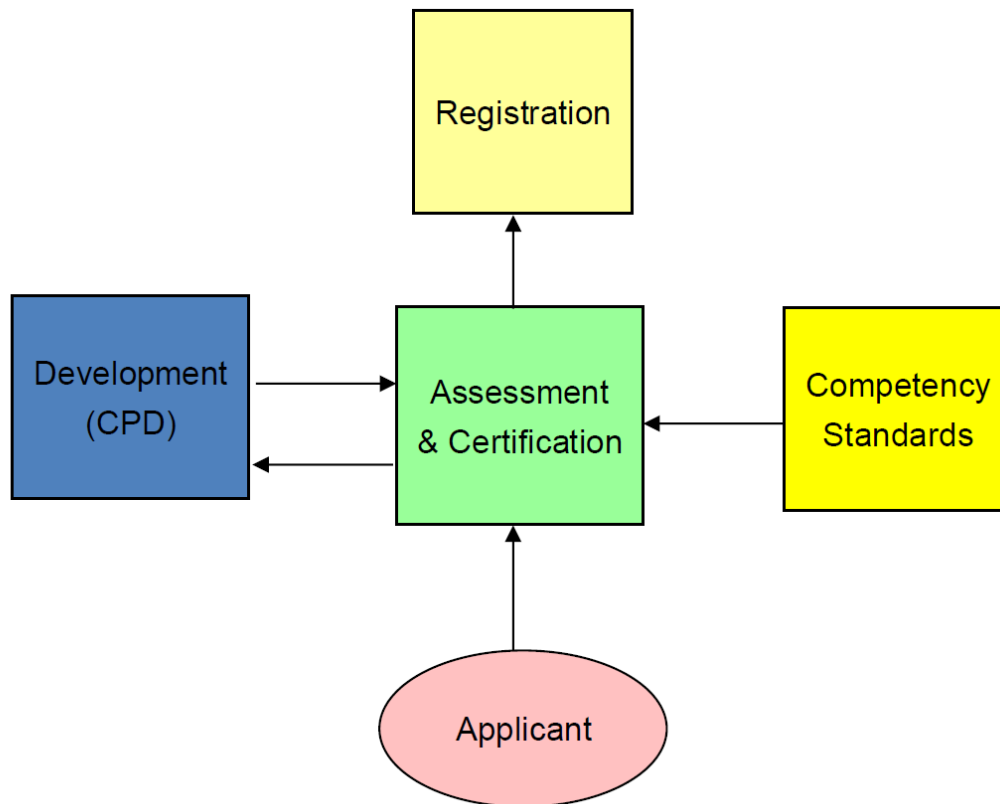 Registration
Development
(CPD)
Assessment
& Certification
Competency
Standards
Applicant